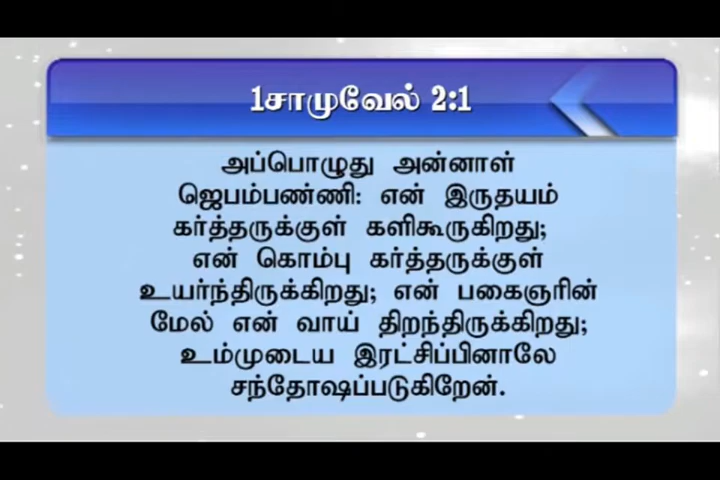 1சாமுவேல் 2:1
அப்பொழுது அன்னாள்
ஜெபம்பண்ணி: என் இருதயம்
கர்த்தருக்குள் களிகூருகிறது;
என் கொம்பு கர்த்தருக்குள்
உயர்ந்திருக்கிறது; என் பகைஞரின்
மேல் என் வாய் திறந்திருக்கிறது;
உம்முடைய இரட்சிப்பினாலே
சந்தோஷப்படுகிறேன்.